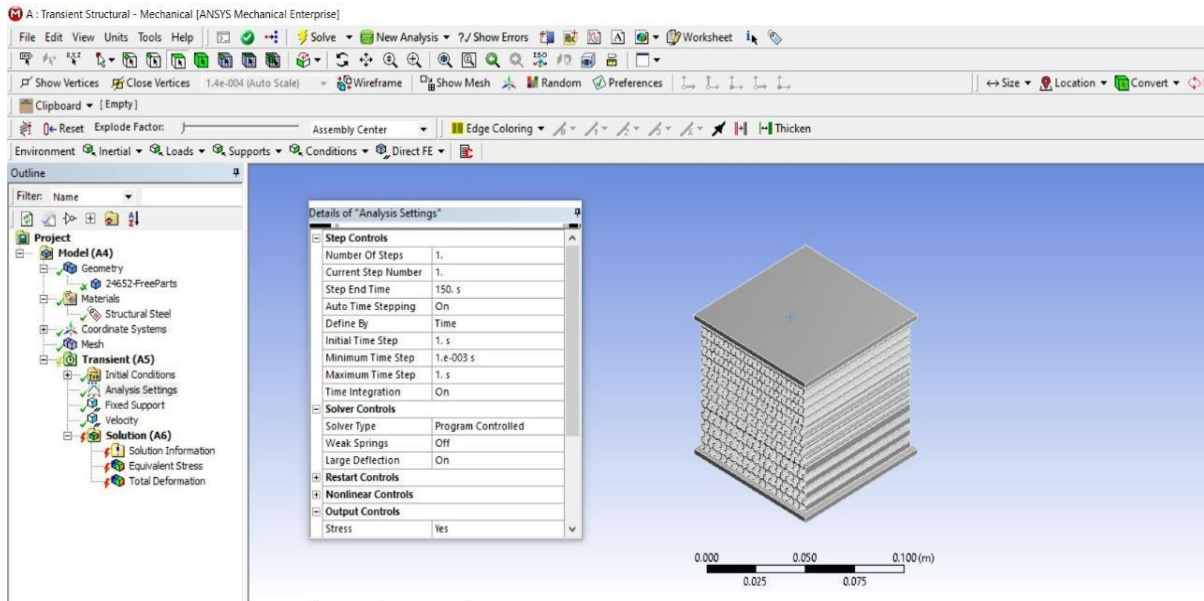 A : Transient Structural - Mechanical [ANSYS Mechanical Enterprise]
File Edit View Units Tools Help Solve New Analysis ?/ Show Errors Worksheet
Show Vertices Close Vertices 1.4e-004 (Auto Scale) Wireframe Show Mesh Random Preferences Size Location Convert
Clipboard [Empty]
Reset Explode Factor: Assembly Center Edge Coloring Thicken
Environment Inertial Loads Supports Conditions Direct FE
Outline
Filter: Name
Project
Model (A4)
Geometry
24652-FreeParts
Materials
Structural Steel
Coordinate Systems
Mesh
Transient (A5)
Initial Conditions
Analysis Settings
Fixed Support
Velocity
Solution (A6)
Solution Information
Equivalent Stress
Total Deformation
Details of "Analysis Settings"
Step Controls
Number Of Steps 1.
Current Step Number 1.
Step End Time 150. s
Auto Time Stepping On
Define By Time
Initial Time Step 1. s
Minimum Time Step 1.e-003 s
Maximum Time Step 1. s
Time Integration On
Solver Controls
Solver Type Program Controlled
Weak Springs Off
Large Deflection On
Restart Controls
Nonlinear Controls
Output Controls
Stress Yes
0.000 0.050 0.100 (m)
0.025 0.075